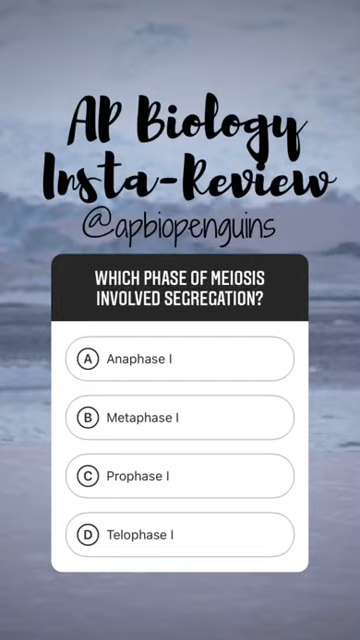 AP Biology
Insta-Review
@apbiopenguins
WHICH PHASE OF MEIOSIS
INVOLVED SEGREGATION?
A Anaphase I
B Metaphase I
C Prophase I
D Telophase I